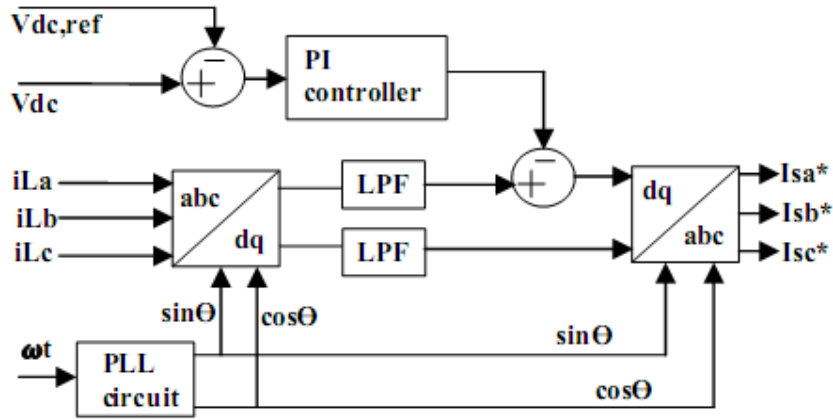 Vdc,ref
Vdc
PI
controller
iLa
iLb
iLc
abc
dq
LPF
LPF
dq
abc
Isa*
Isb*
Isc*
sinΘ
cosΘ
sinΘ
cosΘ
ωt
PLL
circuit